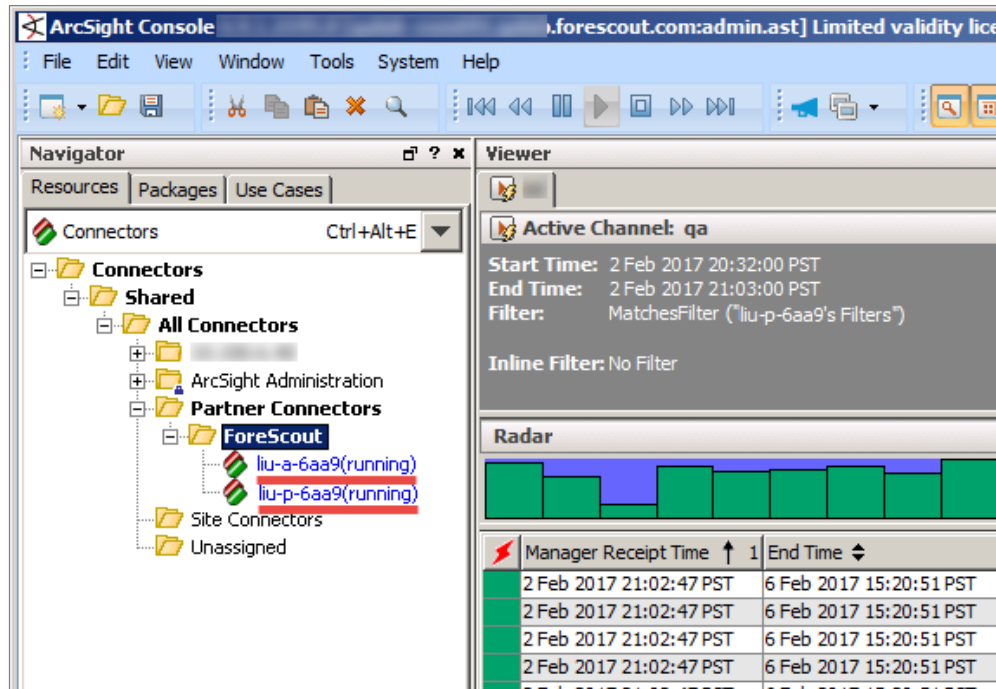 ArcSight Console .forescout.com:admin.ast] Limited validity lice
File Edit View Window Tools System Help
Navigator
Resources Packages Use Cases
Connectors Ctrl+Alt+E
Connectors
Shared
All Connectors
ArcSight Administration
Partner Connectors
ForeScout
liu-a-6aa9(running)
liu-p-6aa9(running)
Site Connectors
Unassigned
Viewer
Active Channel: qa
Start Time: 2 Feb 2017 20:32:00 PST
End Time: 2 Feb 2017 21:03:00 PST
Filter: MatchesFilter ("liu-p-6aa9's Filters")
Inline Filter: No Filter
Radar
Manager Receipt Time 1 End Time
2 Feb 2017 21:02:47 PST 6 Feb 2017 15:20:51 PST
2 Feb 2017 21:02:47 PST 6 Feb 2017 15:20:51 PST
2 Feb 2017 21:02:47 PST 6 Feb 2017 15:20:51 PST
2 Feb 2017 21:02:47 PST 6 Feb 2017 15:20:51 PST